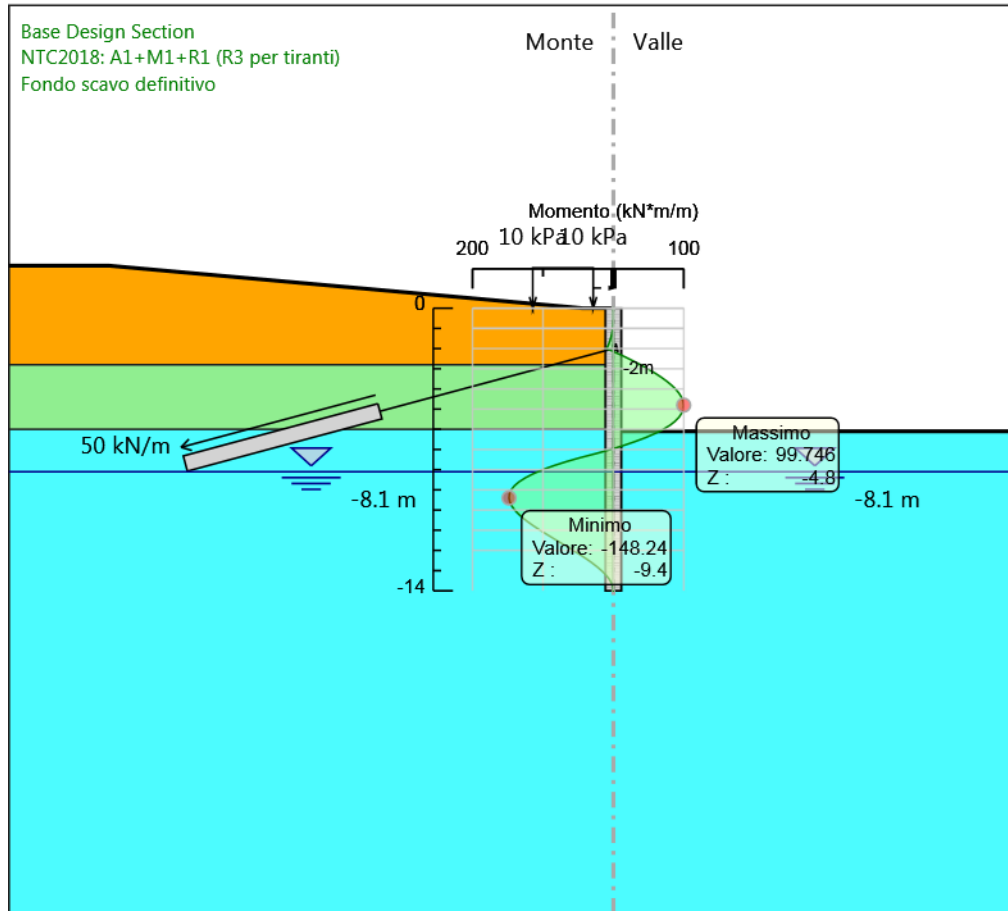 Base Design Section
NTC2018: A1+M1+R1 (R3 per tiranti)
Fondo scavo definitivo
Monte
Valle
Momento (kN*m/m)
200
10 kPa
10 kPa
100
0
-2m
50 kN/m
Massimo
Valore: 99.746
Z : -4.8
-8.1 m
-8.1 m
Minimo
Valore: -148.24
Z : -9.4
-14